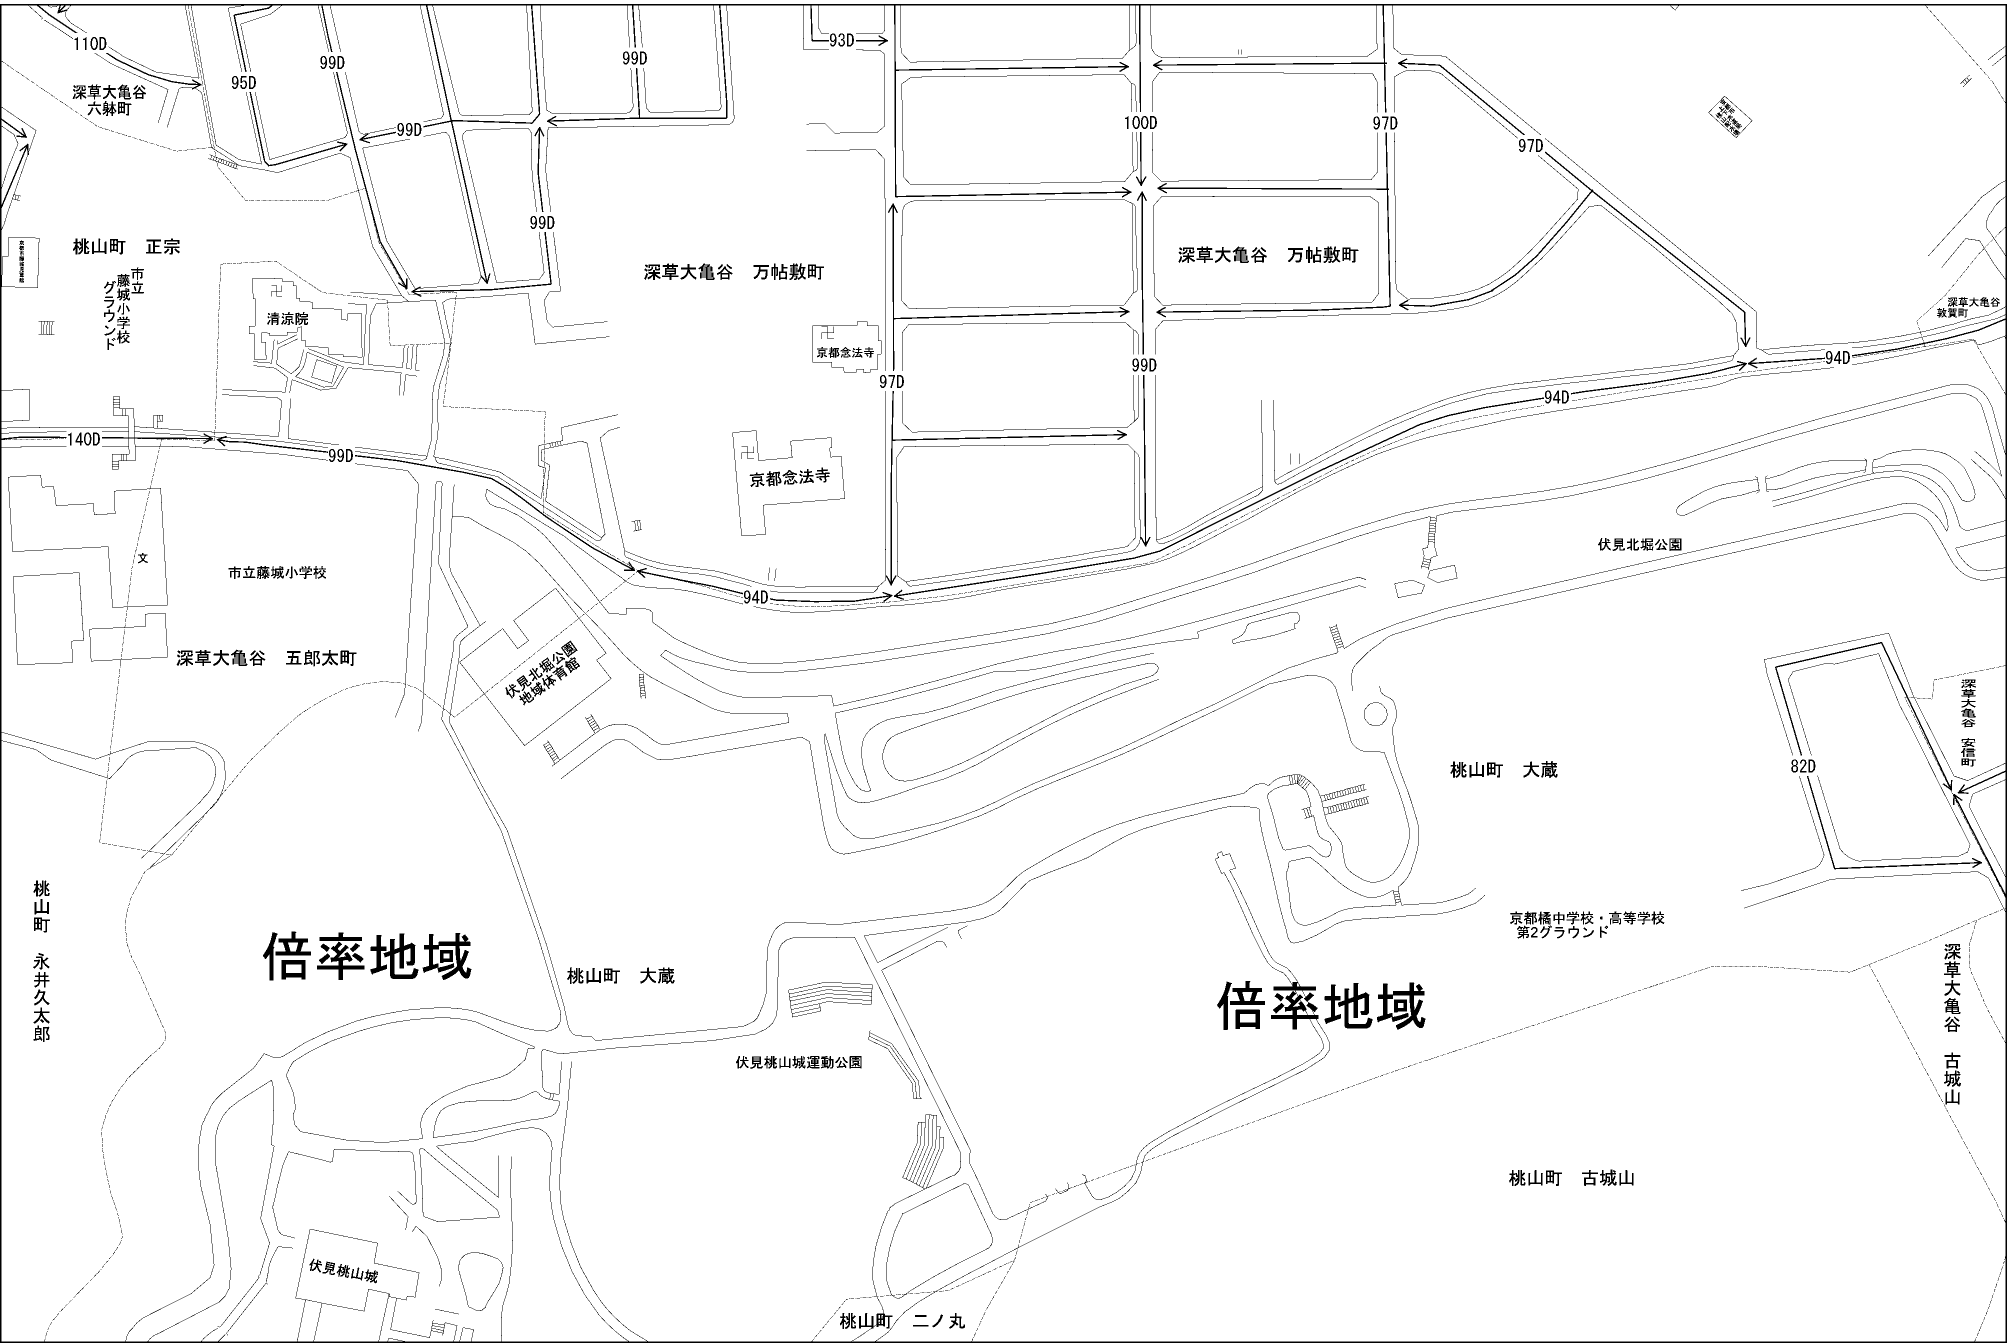 110D
深草大亀谷
六躰町
95D
99D
99D
93D
99D
100D
97D
97D
99D
桃山町 正宗
市立
藤城小学校
グラウンド
清涼院
深草大亀谷 万帖敷町
深草大亀谷 万帖敷町
深草大亀谷
敦賀町
京都念法寺
97D
99D
94D
94D
140D
99D
京都念法寺
文
市立藤城小学校
94D
伏見北堀公園
深草大亀谷 五郎太町
伏見北堀公園
地域体育館
深草大亀谷 安信町
82D
桃山町 大蔵
桃山町 永井久太郎
倍率地域
桃山町 大蔵
倍率地域
京都橘中学校・高等学校
第2グラウンド
深草大亀谷 古城山
伏見桃山城運動公園
桃山町 古城山
伏見桃山城
桃山町 二ノ丸